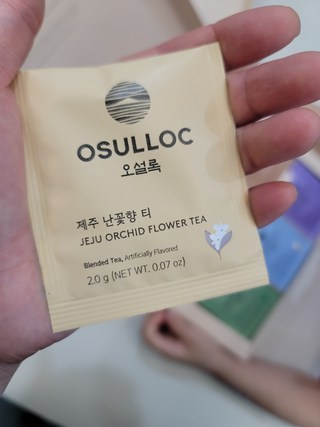 OSULLOC
오설록
제주 난꽃향 티
JEJU ORCHID FLOWER TEA
Blended Tea, Artificially Flavored
2.0 g (NET WT. 0.07 oz)